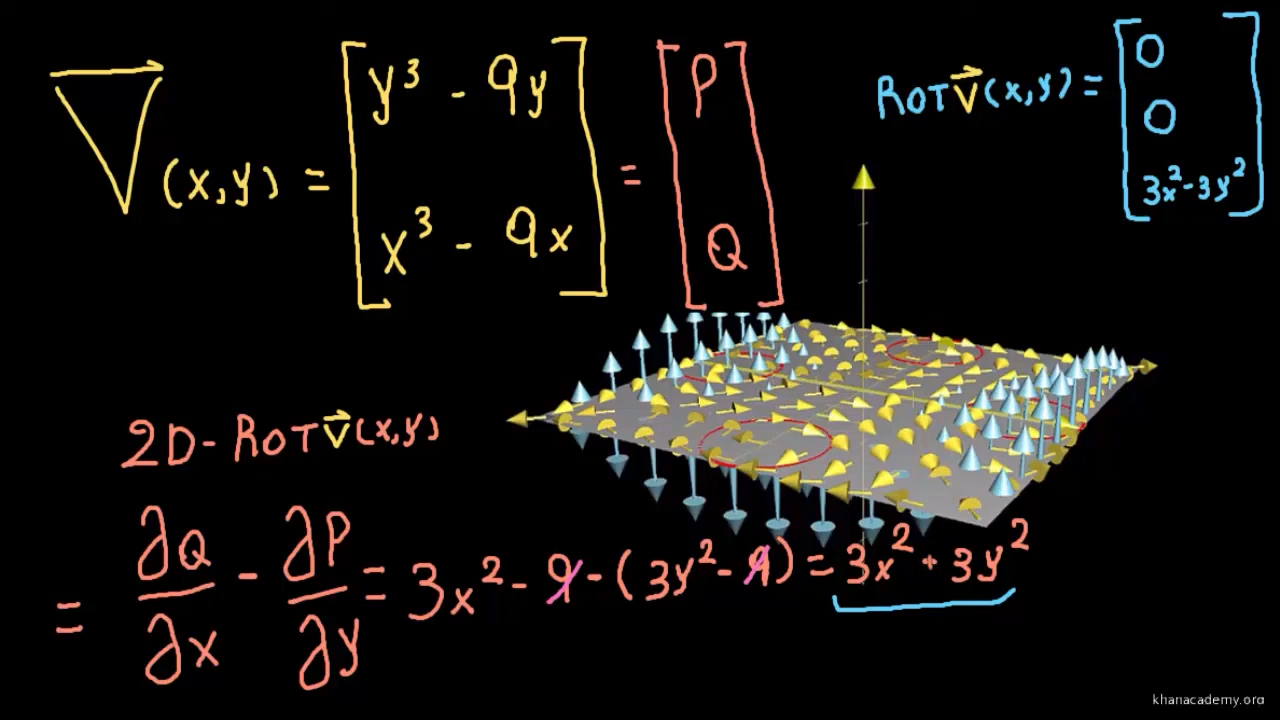 V⃗(x,y) = [y³ - 9y
x³ - 9x] = [P
Q]
ROT V⃗(x,y) = [0
0
3x²-3y²]
2D-ROT V⃗(x,y)
= ∂Q/∂x - ∂P/∂y = 3x² - 9 - (3y² - 9) = 3x² + 3y²
khanacademy.org